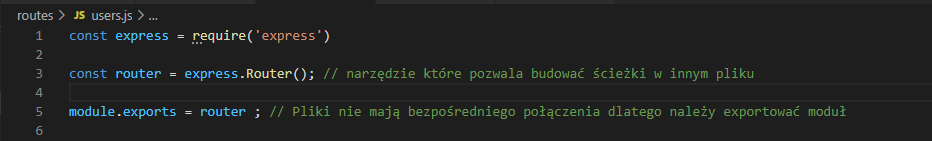 routes > JS users.js > ...
1 const express = require('express')
2
3 const router = express.Router(); // narzędzie które pozwala budować ścieżki w innym pliku
4
5 module.exports = router ; // Pliki nie mają bezpośredniego połączenia dlatego należy exportować moduł
6